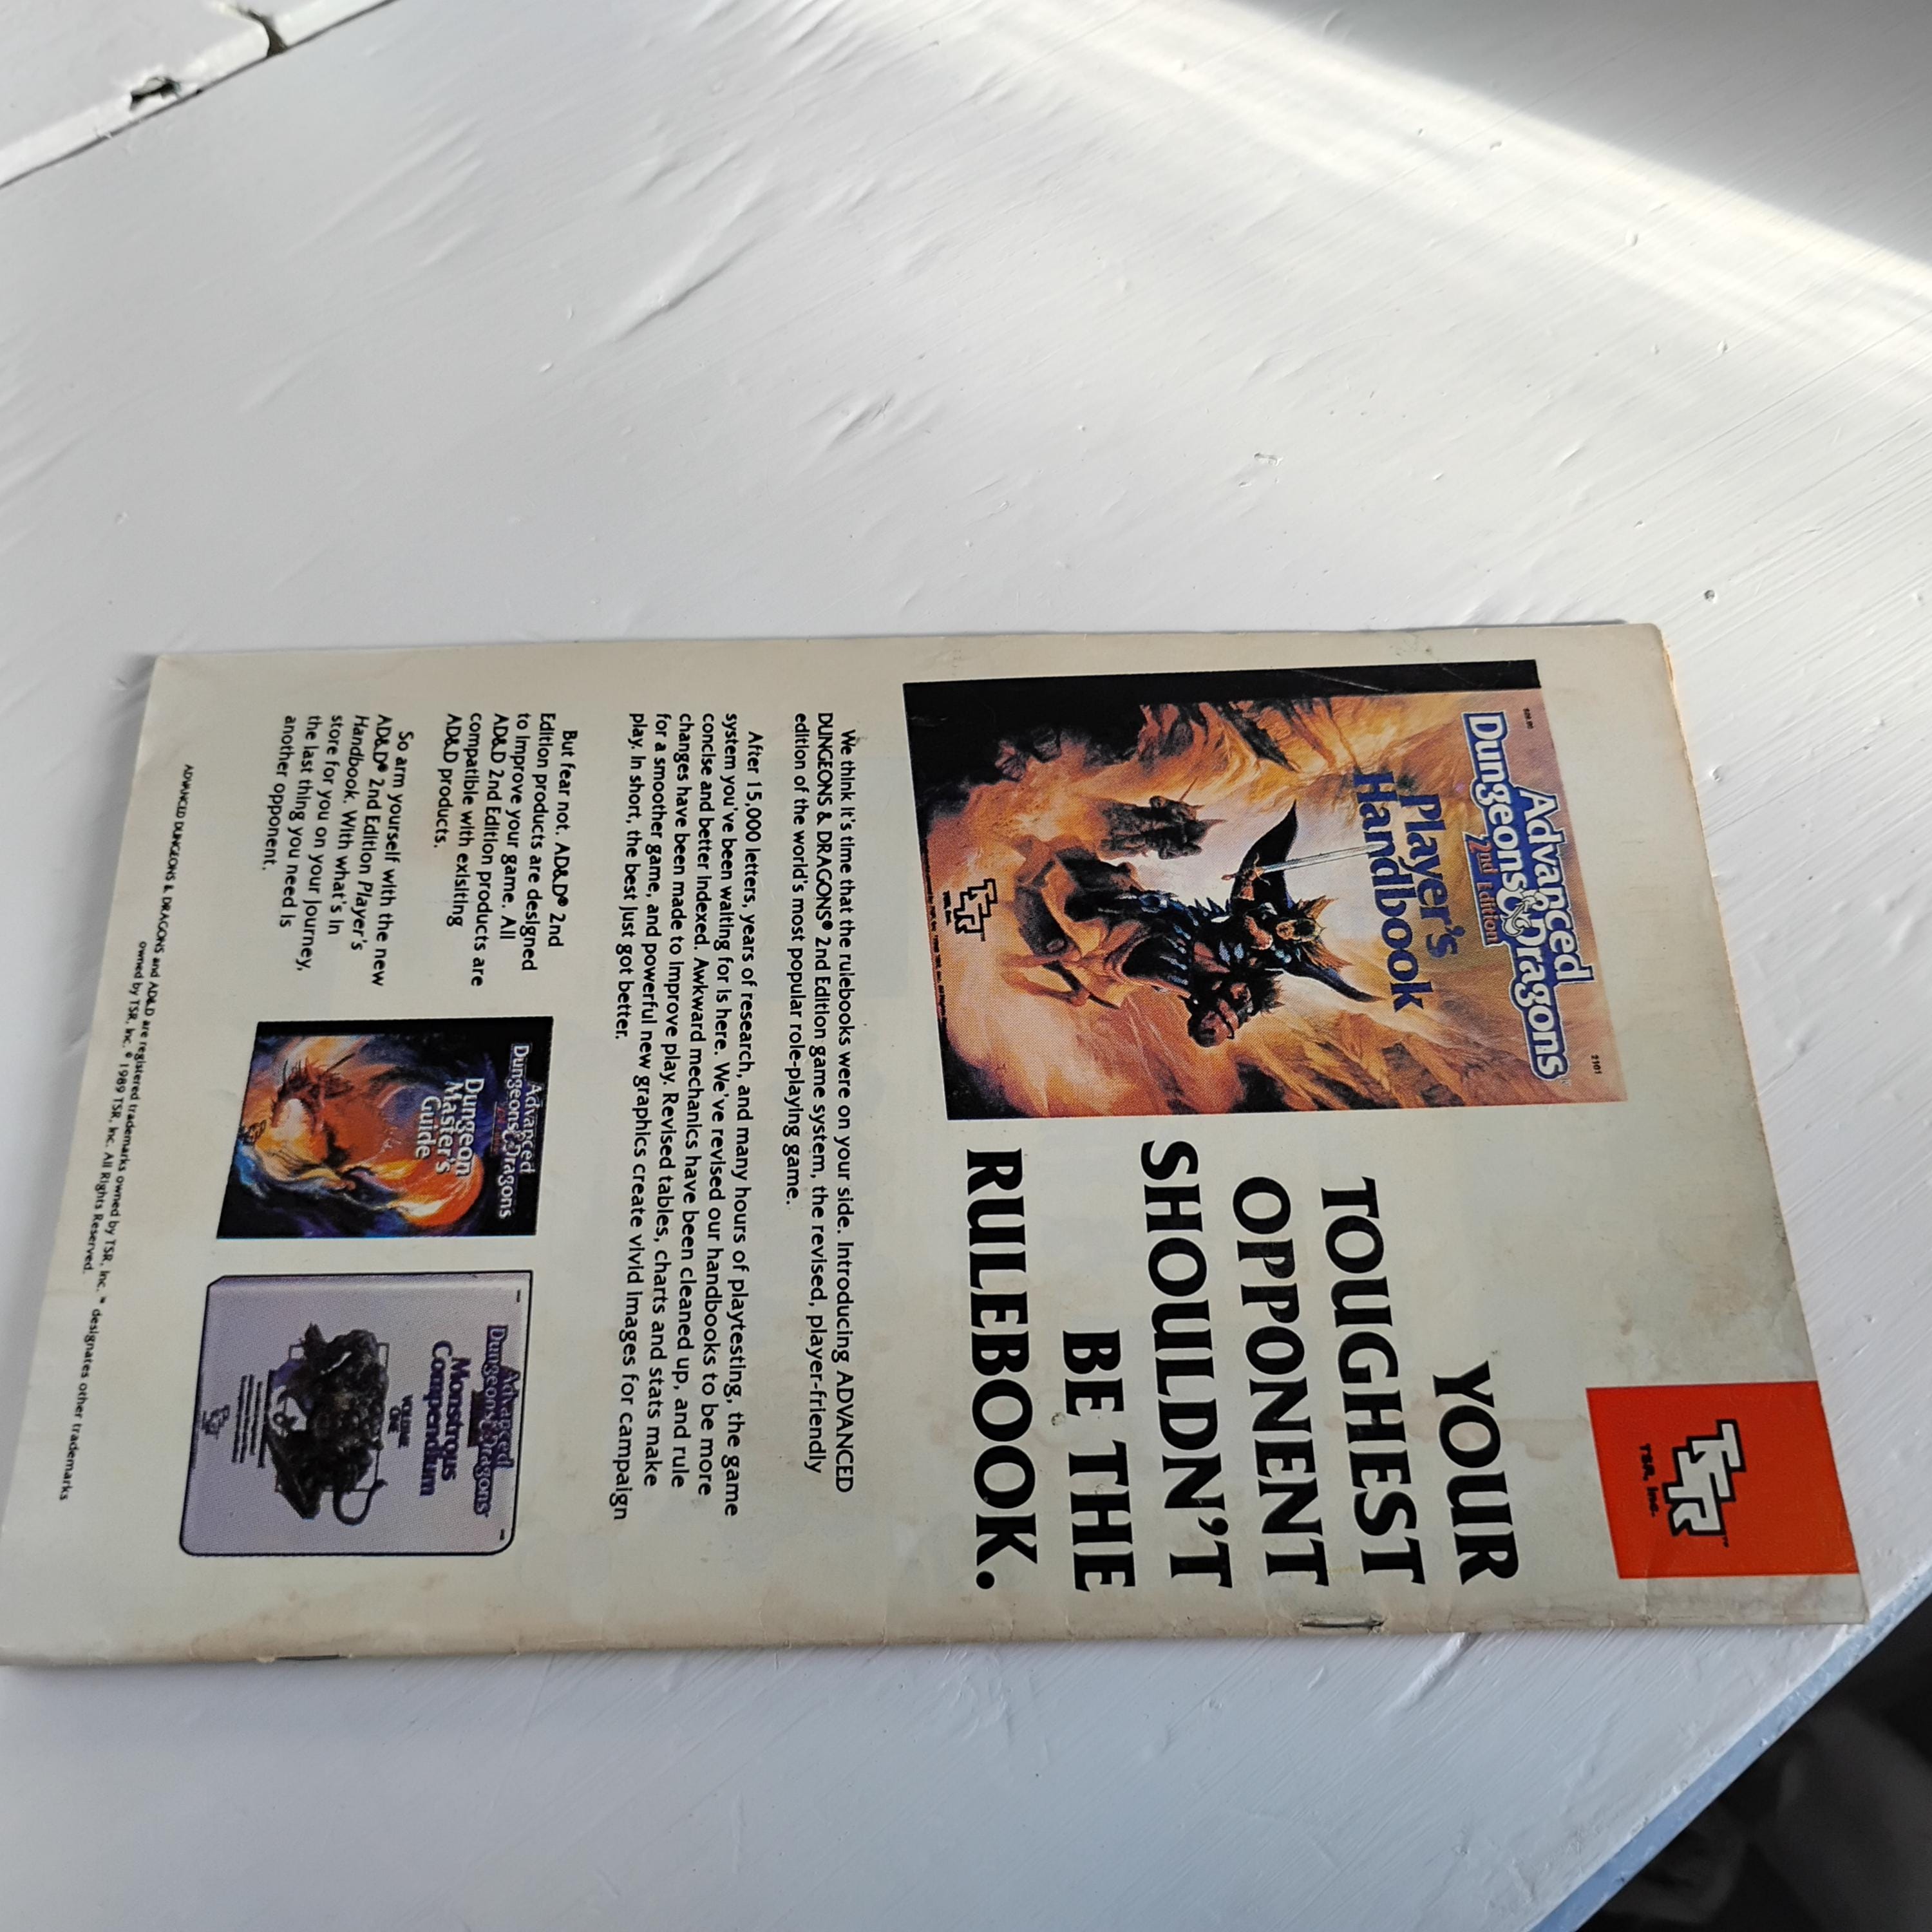 TSR™
TSR, Inc.
YOUR
TOUGHEST
OPPONENT
SHOULDN'T
BE THE
RULEBOOK.
2101
Advanced
Dungeons & Dragons
2nd Edition
Player's
Handbook
TSR
TSR, Inc.
We think it's time that the rulebooks were on your side. Introducing ADVANCED
DUNGEONS & DRAGONS® 2nd Edition game system, the revised, player-friendly
edition of the world's most popular role-playing game.
After 15,000 letters, years of research, and many hours of playtesting, the game
system you've been waiting for is here. We've revised our handbooks to be more
concise and better indexed. Awkward mechanics have been cleaned up, and rule
changes have been made to improve play. Revised tables, charts and stats make
for a smoother game, and powerful new graphics create vivid images for campaign
play. In short, the best just got better.
But fear not. AD&D® 2nd
Edition products are designed
to improve your game. All
AD&D 2nd Edition products are
compatible with exisiting
AD&D products.
So arm yourself with the new
AD&D® 2nd Edition Player's
Handbook. With what's in
store for you on your journey,
the last thing you need is
another opponent.
Advanced
Dungeons & Dragons
Dungeon
Master's
Guide
Advanced
Dungeons & Dragons
Monstrous
Compendium
VOLUME
ONE
ADVANCED DUNGEONS & DRAGONS and AD&D are registered trademarks owned by TSR, Inc. ™ designates other trademarks
owned by TSR, Inc. © 1989 TSR, Inc. All Rights Reserved.